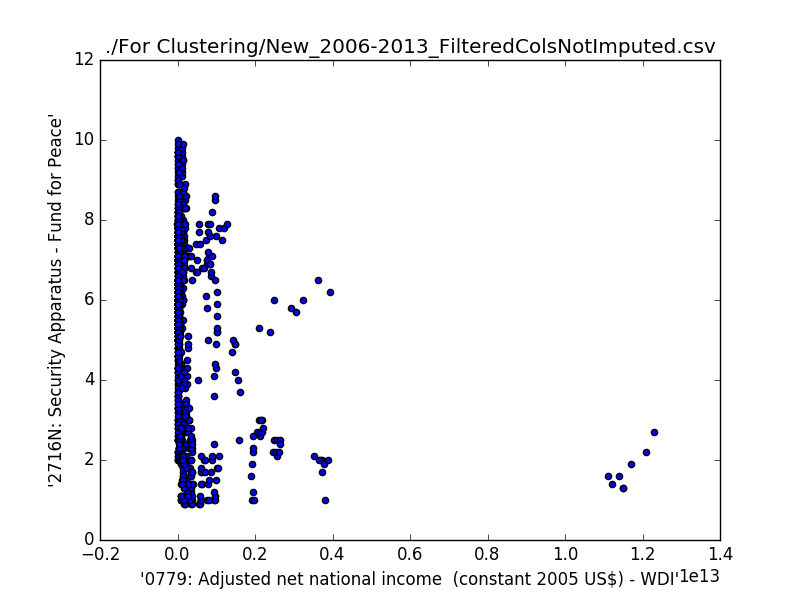 ./For Clustering/New_2006-2013_FilteredColsNotImputed.csv
12
10
8
6
4
2
0
'2716N: Security Apparatus - Fund for Peace'
−0.2 0.0 0.2 0.4 0.6 0.8 1.0 1.2 1.4
1e13
'0779: Adjusted net national income  (constant 2005 US$) - WDI'